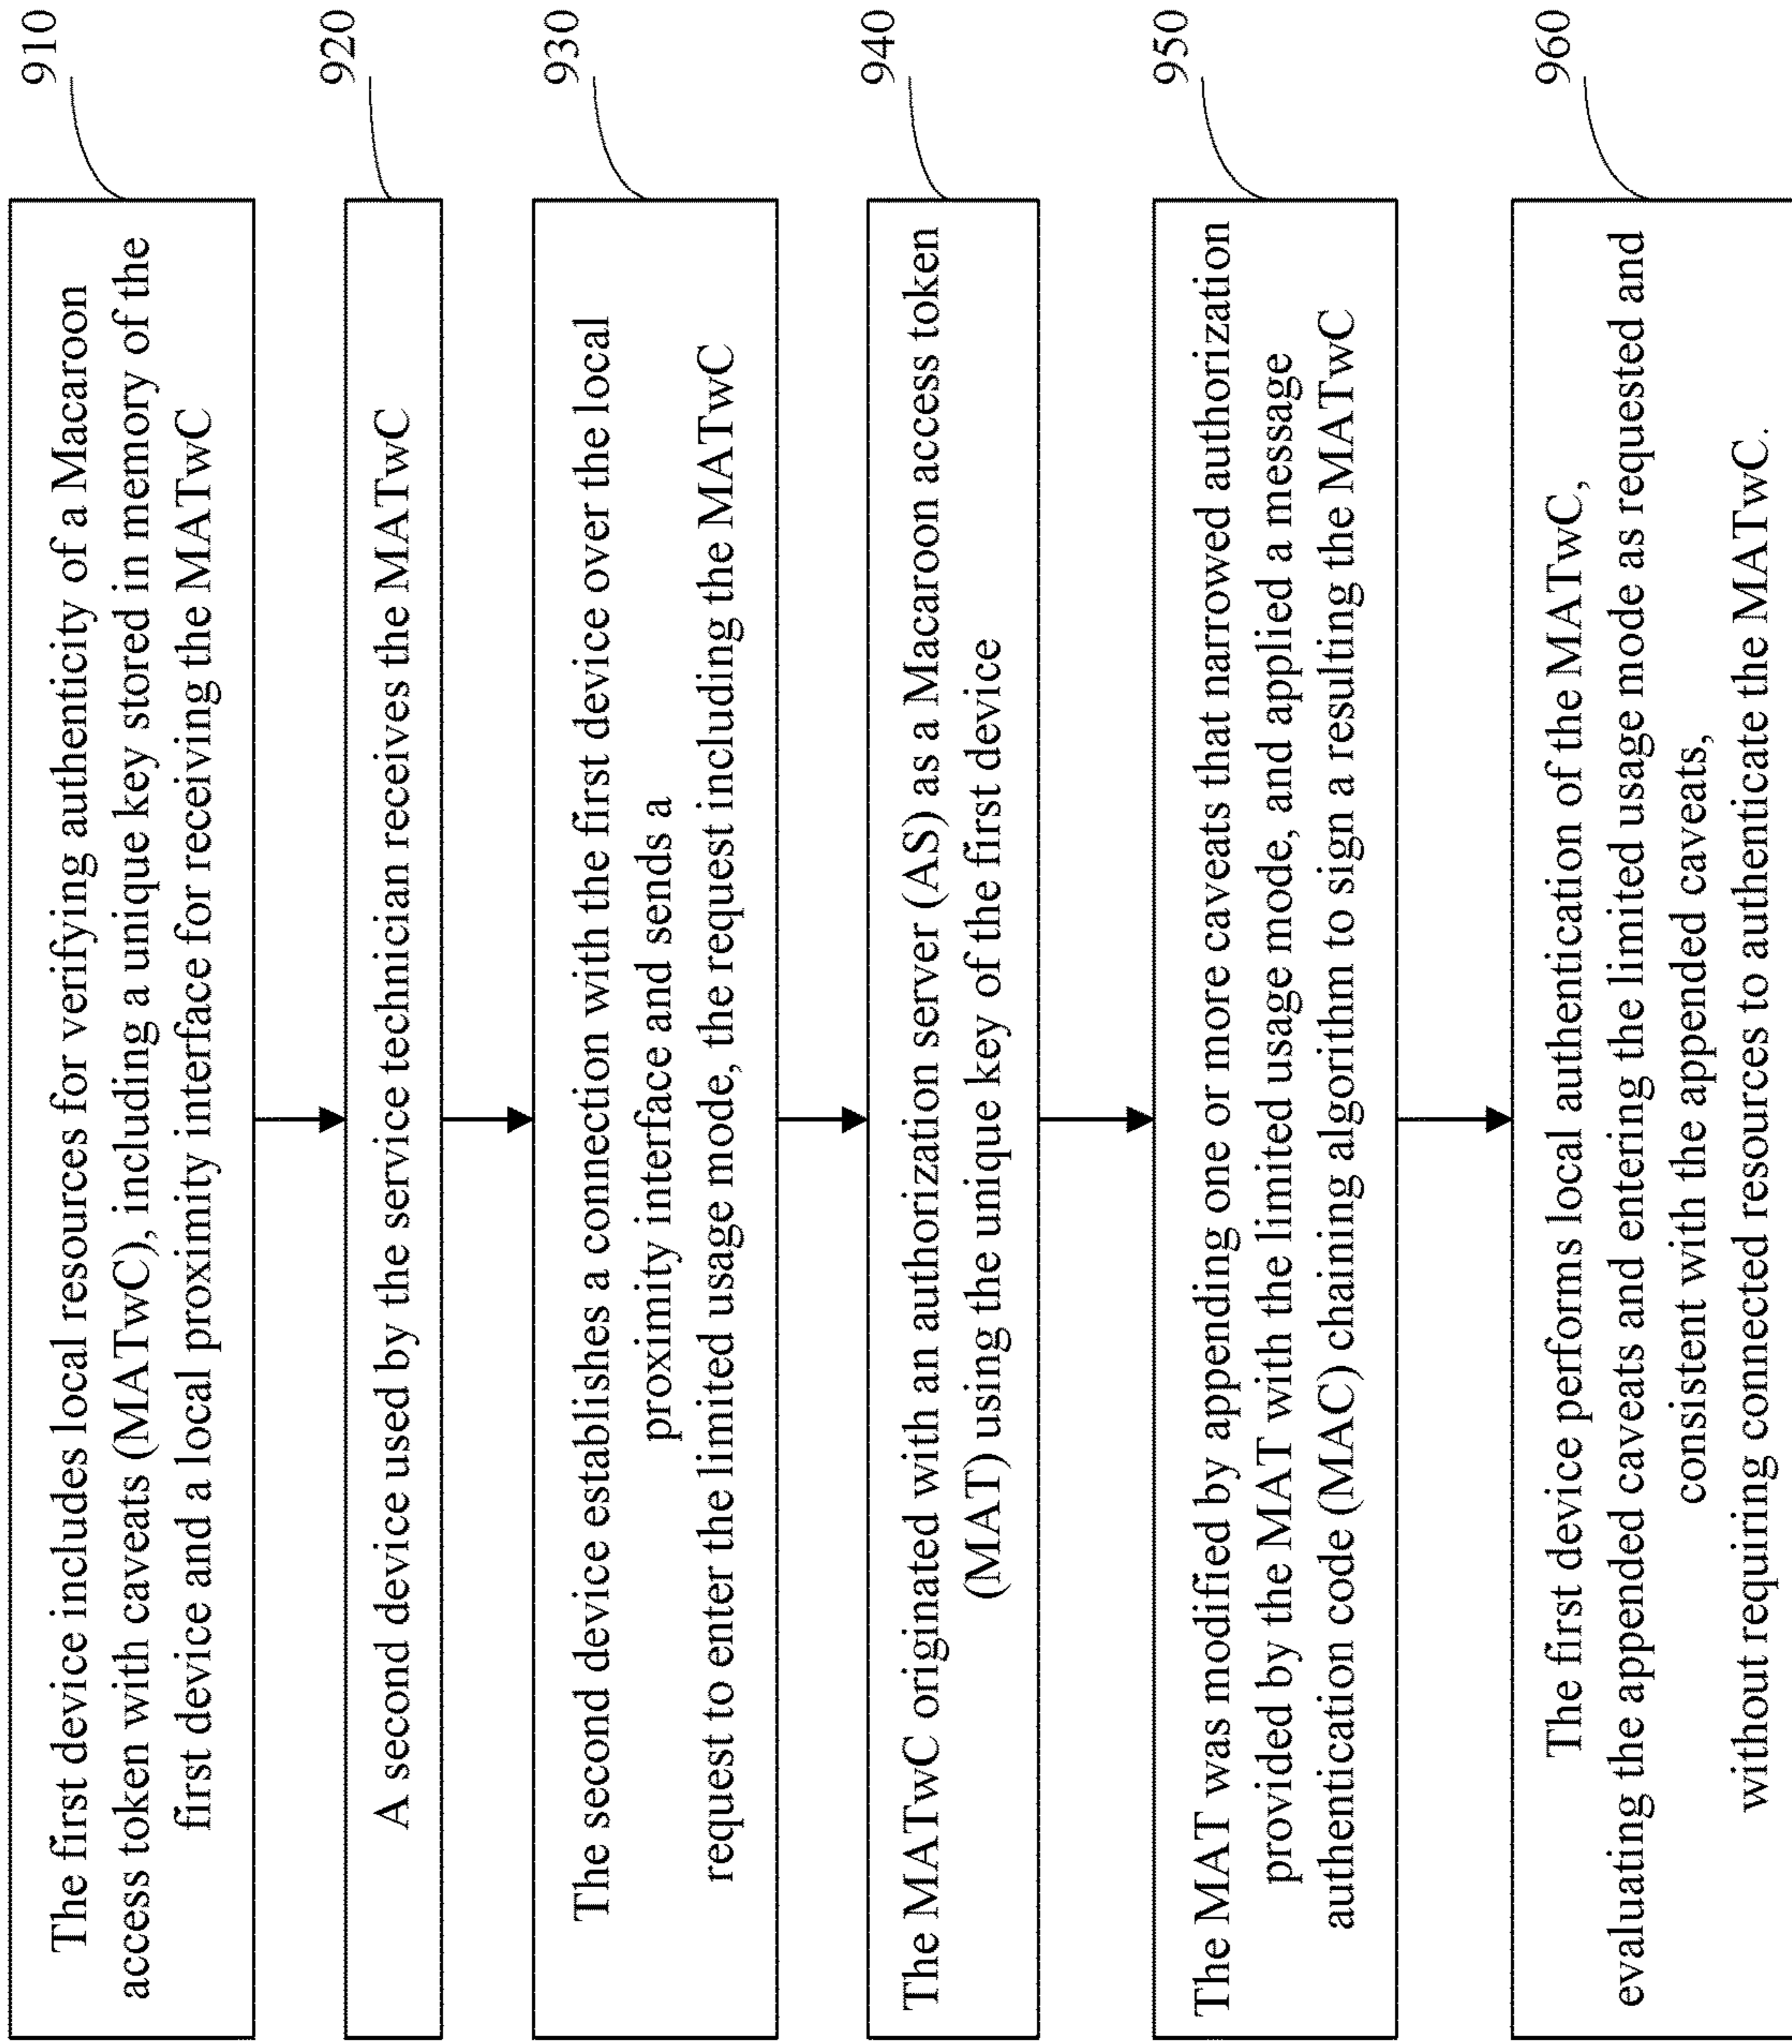 910
The first device includes local resources for verifying authenticity of a Macaroon
access token with caveats (MATwC), including a unique key stored in memory of the
first device and a local proximity interface for receiving the MATwC
920
A second device used by the service technician receives the MATwC
930
The second device establishes a connection with the first device over the local
proximity interface and sends a
request to enter the limited usage mode, the request including the MATwC
940
The MATwC originated with an authorization server (AS) as a Macaroon access token
(MAT) using the unique key of the first device
950
The MAT was modified by appending one or more caveats that narrowed authorization
provided by the MAT with the limited usage mode, and applied a message
authentication code (MAC) chaining algorithm to sign a resulting the MATwC
960
The first device performs local authentication of the MATwC,
evaluating the appended caveats and entering the limited usage mode as requested and
consistent with the appended caveats,
without requiring connected resources to authenticate the MATwC.